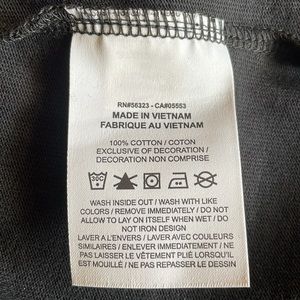 RN#56323 - CA#05553
MADE IN VIETNAM
FABRIQUE AU VIETNAM
100% COTTON / COTON
EXCLUSIVE OF DECORATION /
DECORATION NON COMPRISE
30C
WASH INSIDE OUT / WASH WITH LIKE
COLORS / REMOVE IMMEDIATELY / DO NOT
ALLOW TO LAY ON ITSELF WHEN WET / DO
NOT IRON DESIGN
LAVER A L'ENVERS / LAVER AVEC COULEURS
SIMILAIRES / ENLEVER IMMEDIATEMENT / NE
PAS LAISSER LE VÊTEMENT PLIÉ LORSQU'IL
EST MOUILLÉ / NE PAS REPASSER LE DESSIN